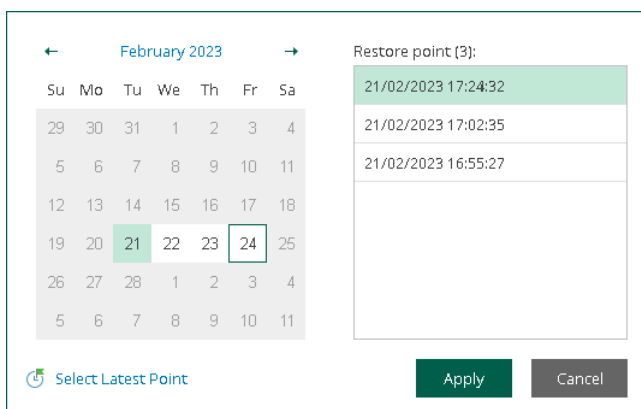 ← February 2023 →
Su Mo Tu We Th Fr Sa
29 30 31 1 2 3 4
5 6 7 8 9 10 11
12 13 14 15 16 17 18
19 20 21 22 23 24 25
26 27 28 1 2 3 4
5 6 7 8 9 10 11
Select Latest Point
Restore point (3):
21/02/2023 17:24:32
21/02/2023 17:02:35
21/02/2023 16:55:27
Apply Cancel